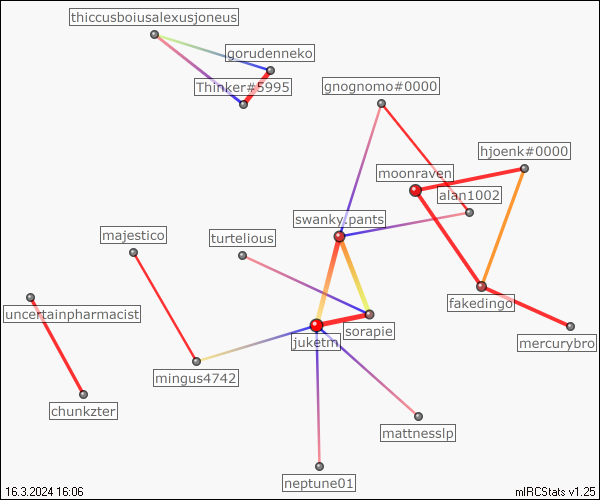 thiccusboiusalexusjoneus
gorudenneko
Thinker#5995
gnognomo#0000
hjoenk#0000
moonraven
alan1002
swanky.pants
majestico
turtelious
uncertainpharmacist
fakedingo
sorapie
juketm
mercurybro
mingus4742
chunkzter
mattnesslp
neptune01
16.3.2024 16:06
mIRCStats v1.25